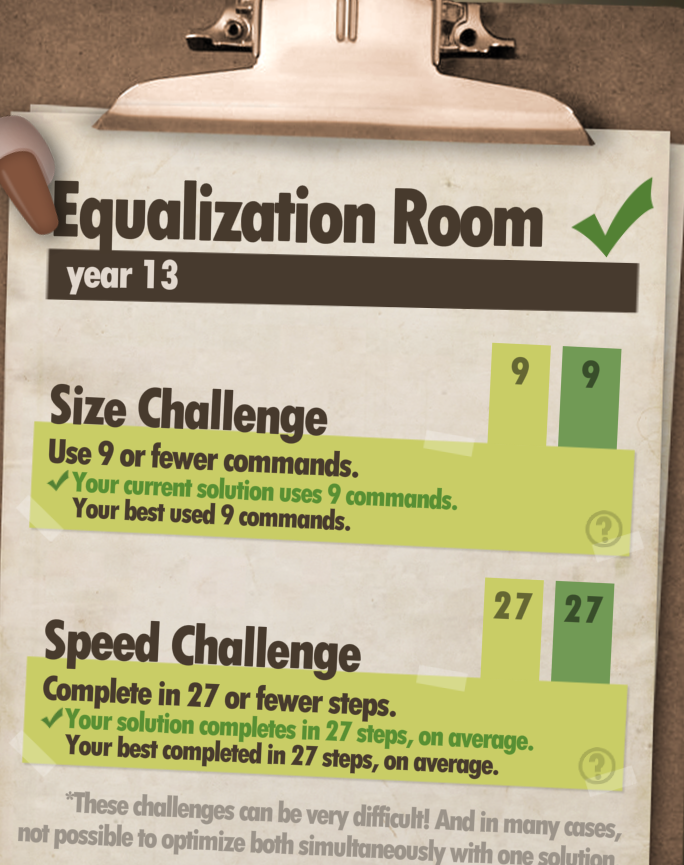 Equalization Room
year 13
9
9
Size Challenge
Use 9 or fewer commands.
Your current solution uses 9 commands.
Your best used 9 commands.
?
27
27
Speed Challenge
Complete in 27 or fewer steps.
Your solution completes in 27 steps, on average.
Your best completed in 27 steps, on average.
?
*These challenges can be very difficult! And in many cases,
not possible to optimize both simultaneously with one solution